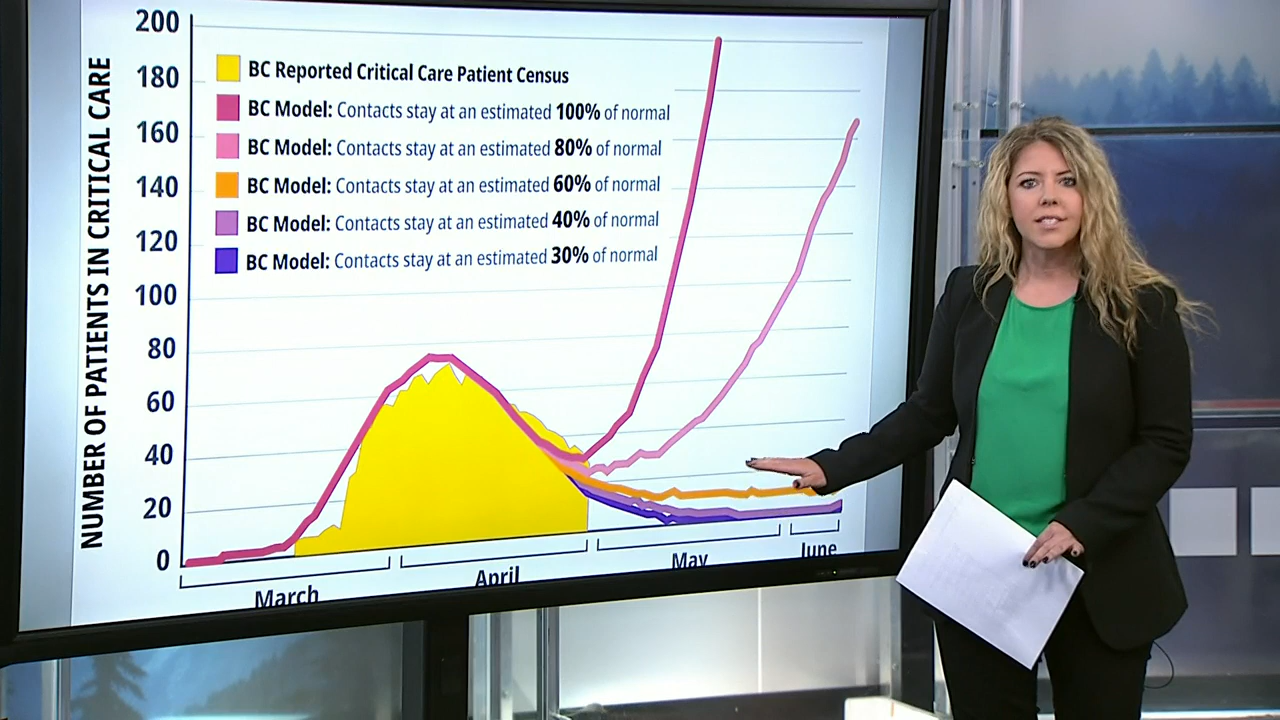 NUMBER OF PATIENTS IN CRITICAL CARE
200
180
160
140
120
100
80
60
40
20
0
BC Reported Critical Care Patient Census
BC Model: Contacts stay at an estimated 100% of normal
BC Model: Contacts stay at an estimated 80% of normal
BC Model: Contacts stay at an estimated 60% of normal
BC Model: Contacts stay at an estimated 40% of normal
BC Model: Contacts stay at an estimated 30% of normal
March
April
May
June